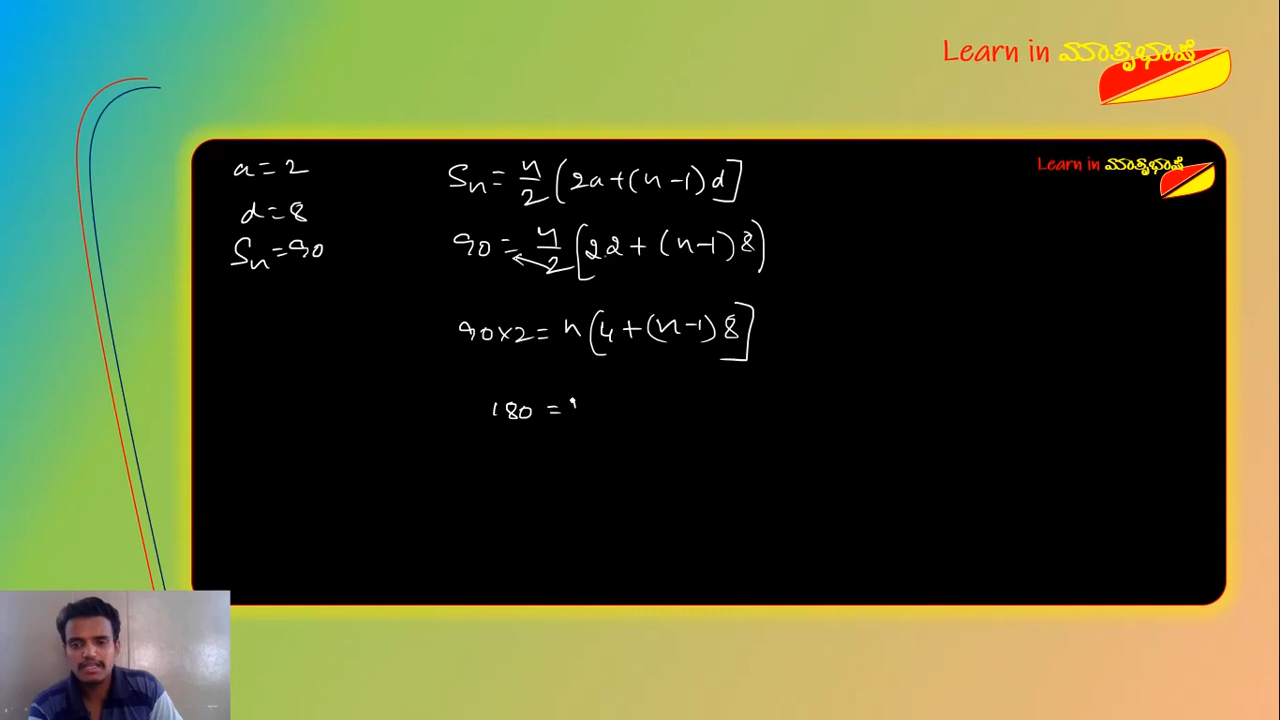 Learn in ಮಾತೃಭಾಷೆ
Learn in ಮಾತೃಭಾಷೆ
a = 2
d = 8
Sn = 90
Sn = n/2 (2a + (n - 1) d]
90 = n/2 [2.2 + (n - 1) 8]
90 × 2 = n [4 + (n - 1) 8]
180 =